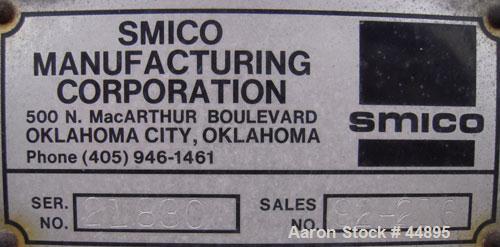 SMICO
MANUFACTURING
CORPORATION
500 N. MacARTHUR BOULEVARD
OKLAHOMA CITY, OKLAHOMA
Phone (405) 946-1461
smico
SER.
NO.
SALES
NO.
Aaron Stock # 44895